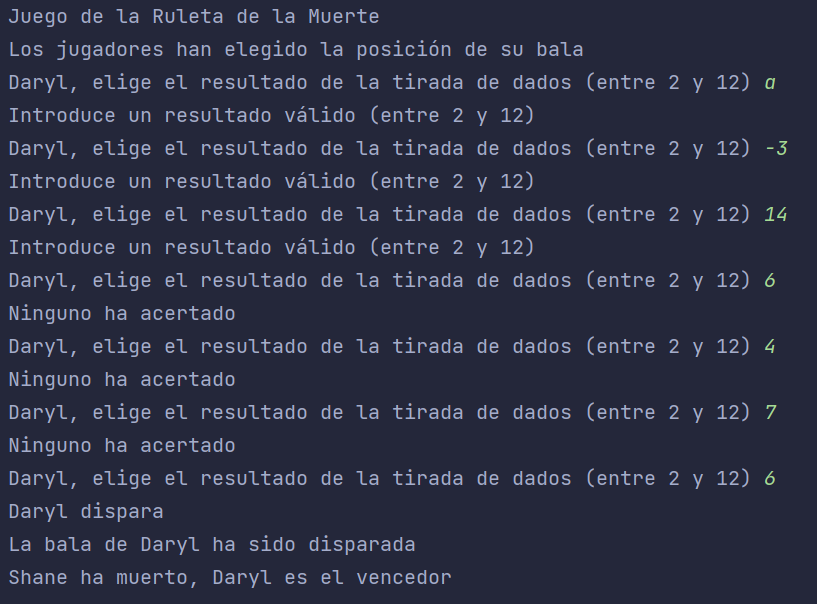 Juego de la Ruleta de la Muerte
Los jugadores han elegido la posición de su bala
Daryl, elige el resultado de la tirada de dados (entre 2 y 12) a
Introduce un resultado válido (entre 2 y 12)
Daryl, elige el resultado de la tirada de dados (entre 2 y 12) -3
Introduce un resultado válido (entre 2 y 12)
Daryl, elige el resultado de la tirada de dados (entre 2 y 12) 14
Introduce un resultado válido (entre 2 y 12)
Daryl, elige el resultado de la tirada de dados (entre 2 y 12) 6
Ninguno ha acertado
Daryl, elige el resultado de la tirada de dados (entre 2 y 12) 4
Ninguno ha acertado
Daryl, elige el resultado de la tirada de dados (entre 2 y 12) 7
Ninguno ha acertado
Daryl, elige el resultado de la tirada de dados (entre 2 y 12) 6
Daryl dispara
La bala de Daryl ha sido disparada
Shane ha muerto, Daryl es el vencedor